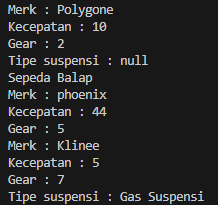 Merk : Polygone
Kecepatan : 10
Gear : 2
Tipe suspensi : null
Sepeda Balap
Merk : phoenix
Kecepatan : 44
Gear : 5
Merk : Klinee
Kecepatan : 5
Gear : 7
Tipe suspensi : Gas Suspensi